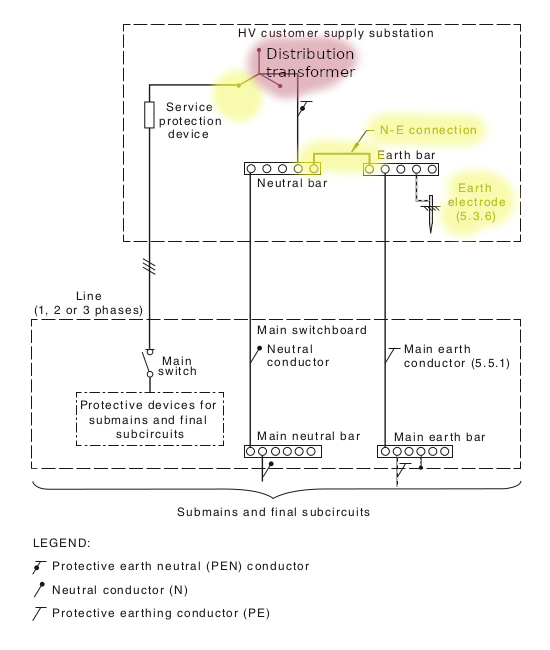 HV customer supply substation
Distribution
transformer
Service
protection
device
N-E connection
Earth bar
Neutral bar
Earth
electrode
(5.3.6)
Line
(1, 2 or 3 phases)
Main switchboard
Neutral
conductor
Main earth
conductor (5.5.1)
Main
switch
Protective devices for
submains and final
subcircuits
Main neutral bar
Main earth bar
Submains and final subcircuits
LEGEND:
Protective earth neutral (PEN) conductor
Neutral conductor (N)
Protective earthing conductor (PE)